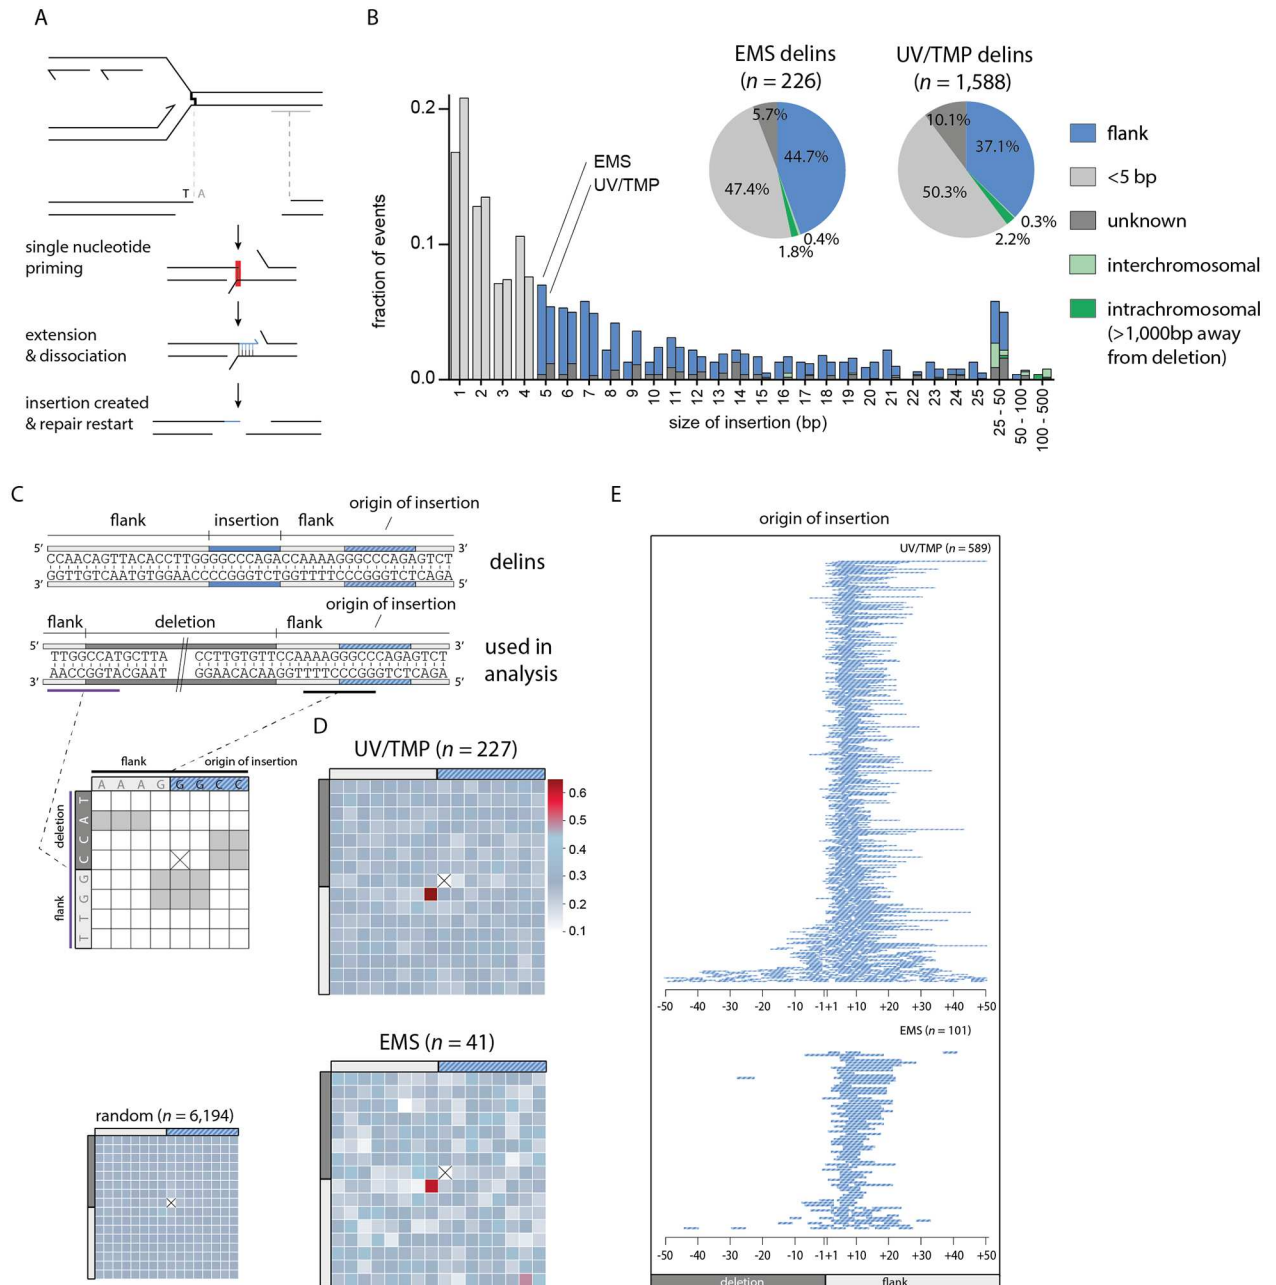 A
T A
single nucleotide
priming
extension
& dissociation
insertion created
& repair restart
B
EMS delins
(n = 226)
5.7%
44.7%
47.4%
0.4%
1.8%
UV/TMP delins
(n = 1,588)
10.1%
37.1%
50.3%
0.3%
2.2%
flank
<5 bp
unknown
interchromosomal
intrachromosomal
(>1,000bp away
from deletion)
EMS
UV/TMP
fraction of events
0.2
0.1
0.0
1 2 3 4 5 6 7 8 9 10 11 12 13 14 15 16 17 18 19 20 21 22 23 24 25 25 - 50 50 - 100 100 - 500
size of insertion (bp)
C
origin of insertion
flank insertion flank
5′ 3′
CCAACAGTTACACCTTGGGGCCCAGACCAAAAGGGCCCAGAGTCT
GGTTGTCAATGTGGAACCCCGGGTCTGGTTTTCCCGGGTCTCAGA
3′ 5′
delins
origin of insertion
flank deletion flank
5′ 3′
TTGGCCATGCTTA CCTTGTGTTCCAAAAGGGCCCAGAGTCT
AACCGGTACGAAT GGAACACAAGGTTTTCCCGGGTCTCAGA
3′ 5′
used in
analysis
flank origin of insertion
A A A G G G C C
deletion
flank
T T G G C C A T
random (n = 6,194)
D
UV/TMP (n = 227)
0.6
0.5
0.4
0.3
0.2
0.1
EMS (n = 41)
E
origin of insertion
UV/TMP (n = 589)
-50 -40 -30 -20 -10 -1+1 +10 +20 +30 +40 +50
EMS (n = 101)
-50 -40 -30 -20 -10 -1+1 +10 +20 +30 +40 +50
deletion flank